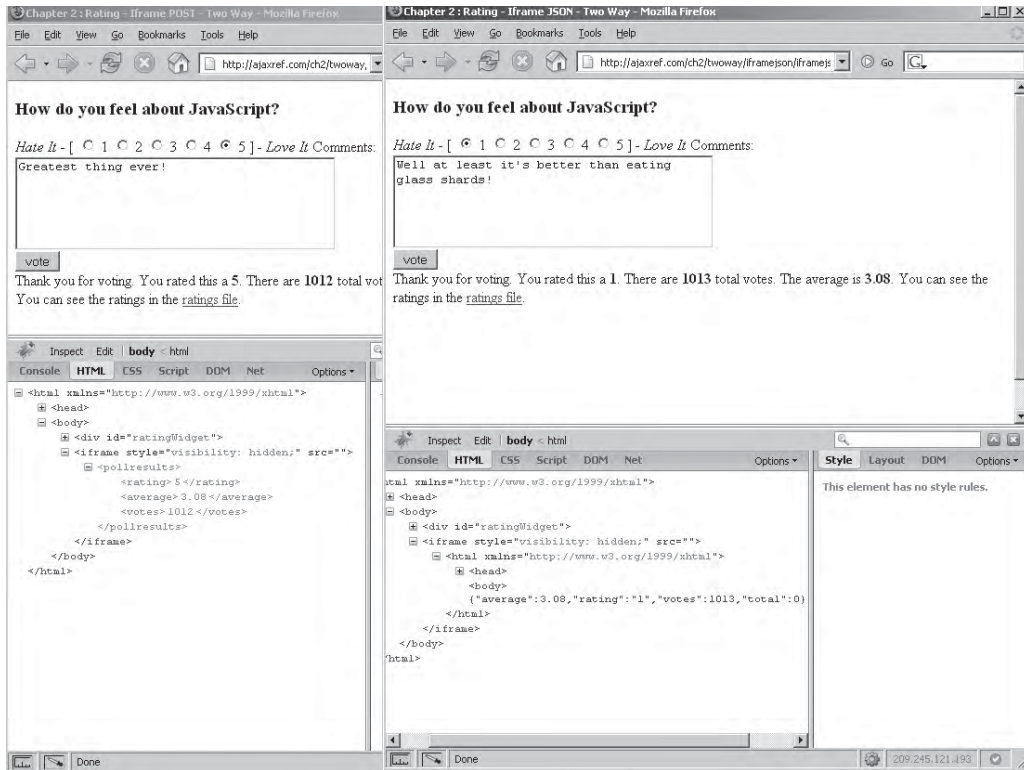 Chapter 2 : Rating - Iframe POST - Two Way - Mozilla Firefox
File Edit View Go Bookmarks Tools Help
http://ajaxref.com/ch2/twoway,
How do you feel about JavaScript?
Hate It - [ 1 2 3 4 5 ] - Love It Comments:
Greatest thing ever!
vote
Thank you for voting. You rated this a 5. There are 1012 total vot
You can see the ratings in the ratings file.
Inspect Edit | body < html
Console HTML CSS Script DOM Net Options
<html xmlns="http://www.w3.org/1999/xhtml">
<head>
<body>
<div id="ratingWidget">
<iframe style="visibility: hidden;" src="">
<pollresults>
<rating>5</rating>
<average>3.08</average>
<votes>1012</votes>
</pollresults>
</iframe>
</body>
</html>
Done
Chapter 2 : Rating - Iframe JSON - Two Way - Mozilla Firefox
File Edit View Go Bookmarks Tools Help
http://ajaxref.com/ch2/twoway/iframejson/iframejs Go G
How do you feel about JavaScript?
Hate It - [ 1 2 3 4 5 ] - Love It Comments:
Well at least it's better than eating
glass shards!
vote
Thank you for voting. You rated this a 1. There are 1013 total votes. The average is 3.08. You can see the
ratings in the ratings file.
Inspect Edit | body < html
Console HTML CSS Script DOM Net Options
Style Layout DOM Options
This element has no style rules.
html xmlns="http://www.w3.org/1999/xhtml">
<head>
<body>
<div id="ratingWidget">
<iframe style="visibility: hidden;" src="">
<html xmlns="http://www.w3.org/1999/xhtml">
<head>
<body>
{"average":3.08,"rating":"1","votes":1013,"total":0}
</html>
</iframe>
</body>
html>
Done
209.245.121.193